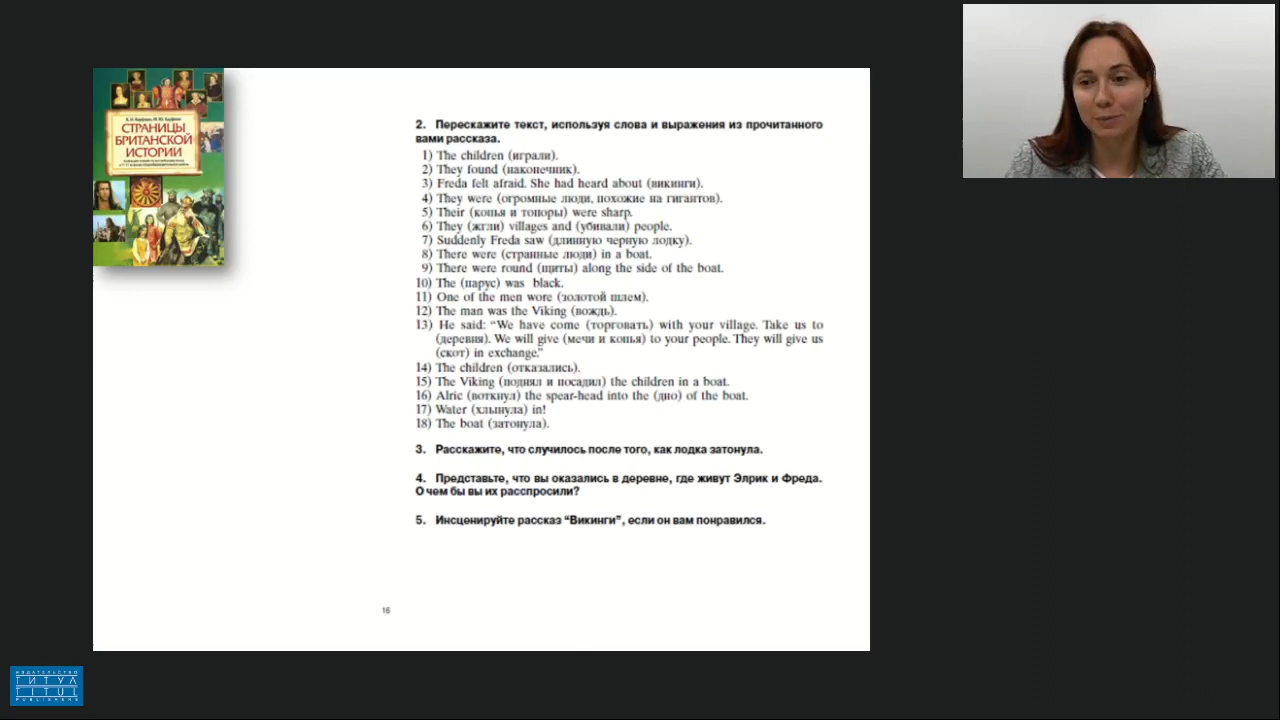 К. И. Кауфман, М. Ю. Кауфман
СТРАНИЦЫ
БРИТАНСКОЙ
ИСТОРИИ
2. Перескажите текст, используя слова и выражения из прочитанного
вами рассказа.
1) The children (играли).
2) They found (наконечник).
3) Freda felt afraid. She had heard about (викинги).
4) They were (огромные люди, похожие на гигантов).
5) Their (копья и топоры) were sharp.
6) They (жгли) villages and (убивали) people.
7) Suddenly Freda saw (длинную черную лодку).
8) There were (странные люди) in a boat.
9) There were round (щиты) along the side of the boat.
10) The (парус) was black.
11) One of the men wore (золотой шлем).
12) The man was the Viking (вождь).
13) He said: “We have come (торговать) with your village. Take us to
(деревня). We will give (мечи и копья) to your people. They will give us
(скот) in exchange.”
14) The children (отказались).
15) The Viking (поднял и посадил) the children in a boat.
16) Alric (воткнул) the spear-head into the (дно) of the boat.
17) Water (хлынула) in!
18) The boat (затонула).
3. Расскажите, что случилось после того, как лодка затонула.
4. Представьте, что вы оказались в деревне, где живут Элрик и Фреда.
О чем бы вы их расспросили?
5. Инсценируйте рассказ “Викинги”, если он вам понравился.
16
ИЗДАТЕЛЬСТВО
ТИТУЛ
TITUL
PUBLISHERS